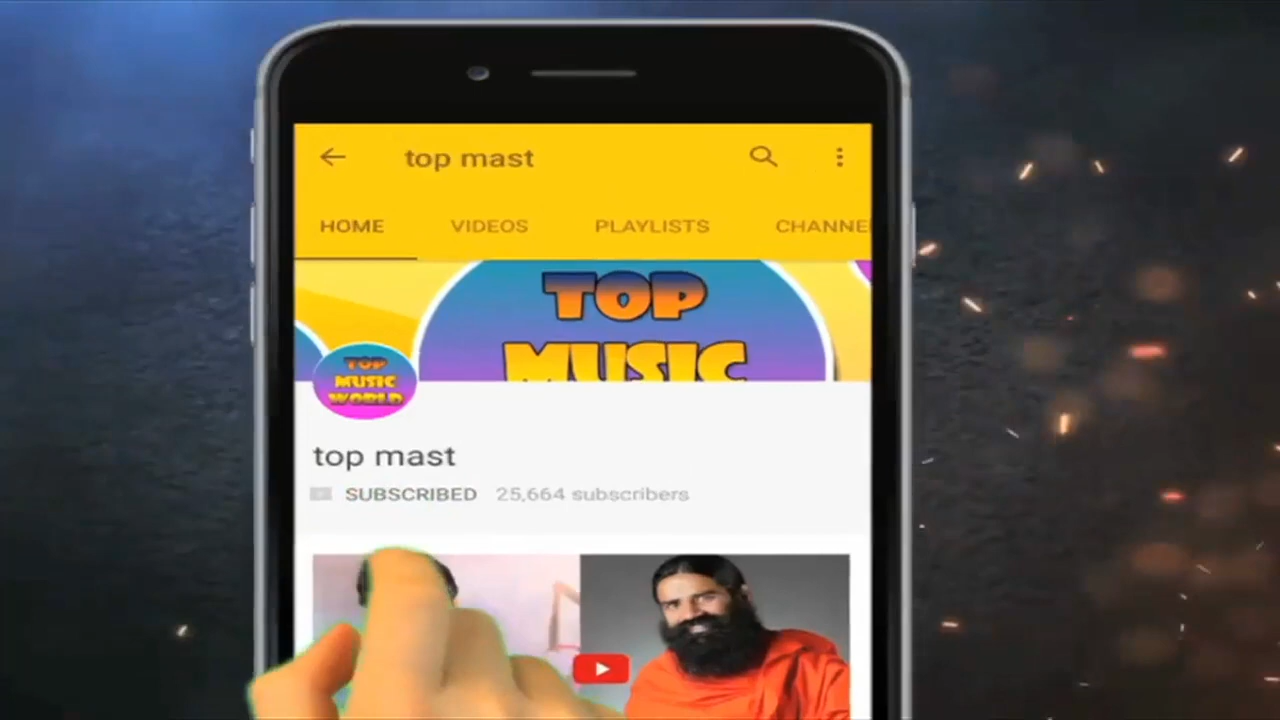 top mast
HOME VIDEOS PLAYLISTS CHANNE
TOP
MUSIC
TOP
MUSIC
WORLD
top mast
SUBSCRIBED 25,664 subscribers